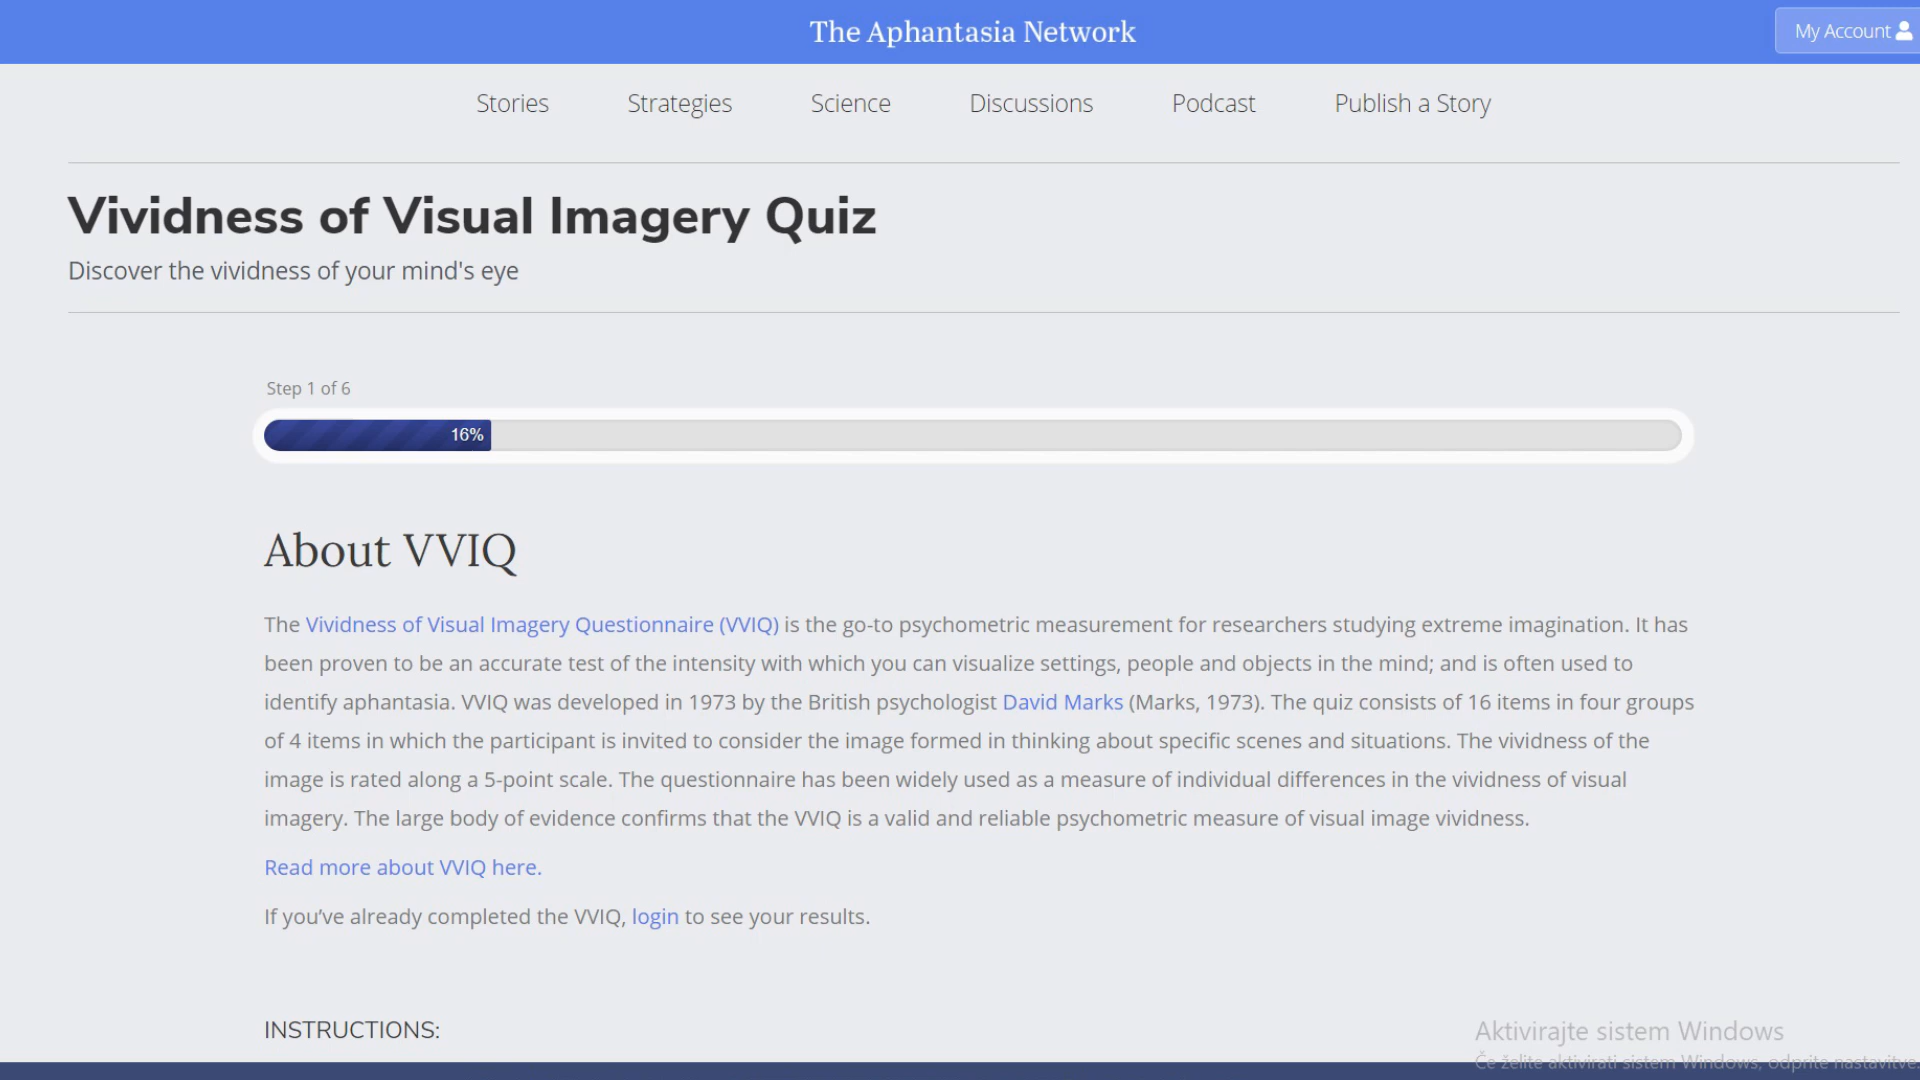 The Aphantasia Network
My Account
Stories Strategies Science Discussions Podcast Publish a Story
Vividness of Visual Imagery Quiz
Discover the vividness of your mind's eye
Step 1 of 6
16%
About VVIQ
The Vividness of Visual Imagery Questionnaire (VVIQ) is the go-to psychometric measurement for researchers studying extreme imagination. It has
been proven to be an accurate test of the intensity with which you can visualize settings, people and objects in the mind; and is often used to
identify aphantasia. VVIQ was developed in 1973 by the British psychologist David Marks (Marks, 1973). The quiz consists of 16 items in four groups
of 4 items in which the participant is invited to consider the image formed in thinking about specific scenes and situations. The vividness of the
image is rated along a 5-point scale. The questionnaire has been widely used as a measure of individual differences in the vividness of visual
imagery. The large body of evidence confirms that the VVIQ is a valid and reliable psychometric measure of visual image vividness.
Read more about VVIQ here.
If you’ve already completed the VVIQ, login to see your results.
INSTRUCTIONS:
Aktivirajte sistem Windows
Če želite aktivirati sistem Windows, odprite nastavitve